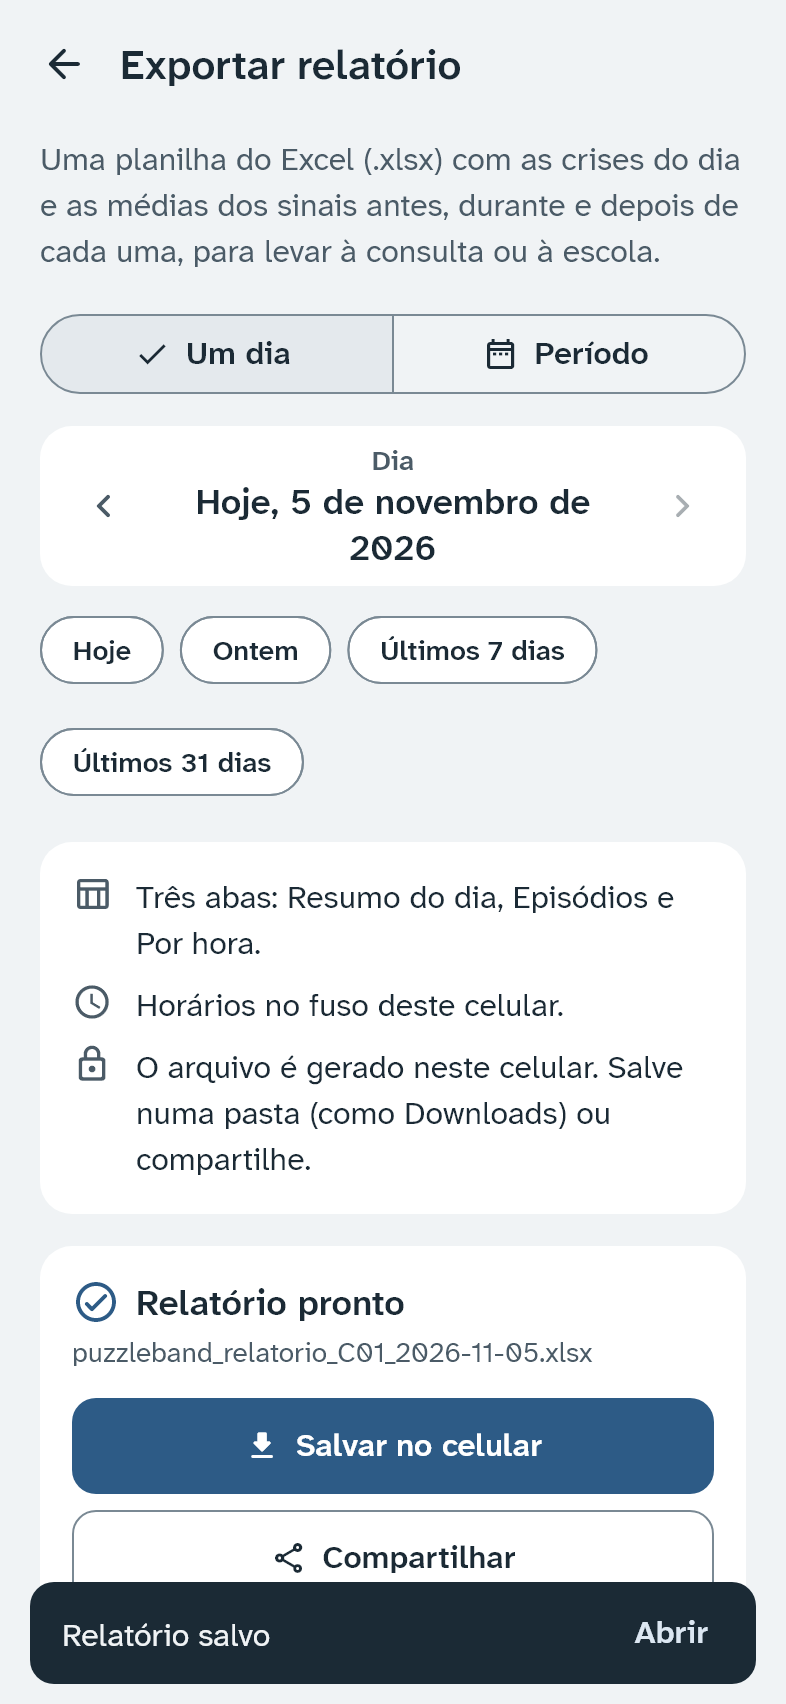 Exportar relatório
Uma planilha do Excel (.xlsx) com as crises do dia
e as médias dos sinais antes, durante e depois de
cada uma, para levar à consulta ou à escola.
Um dia
Período
Dia
Hoje, 5 de novembro de
2026
Hoje
Ontem
Últimos 7 dias
Últimos 31 dias
Três abas: Resumo do dia, Episódios e
Por hora.
Horários no fuso deste celular.
O arquivo é gerado neste celular. Salve
numa pasta (como Downloads) ou
compartilhe.
Relatório pronto
puzzleband_relatorio_C01_2026-11-05.xlsx
Salvar no celular
Compartilhar
Relatório salvo
Abrir